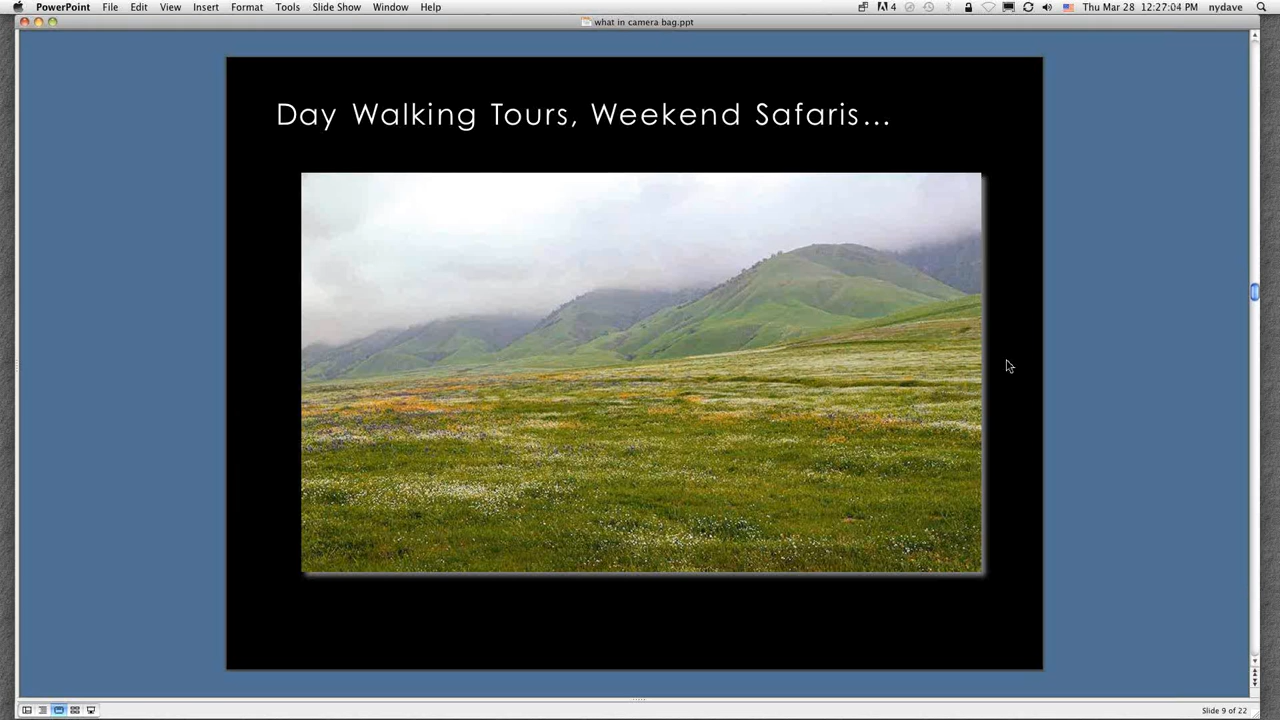 PowerPoint File Edit View Insert Format Tools Slide Show Window Help 4 Thu Mar 28 12:27:04 PM nydave
what in camera bag.ppt
Day Walking Tours, Weekend Safaris...
Slide 9 of 22